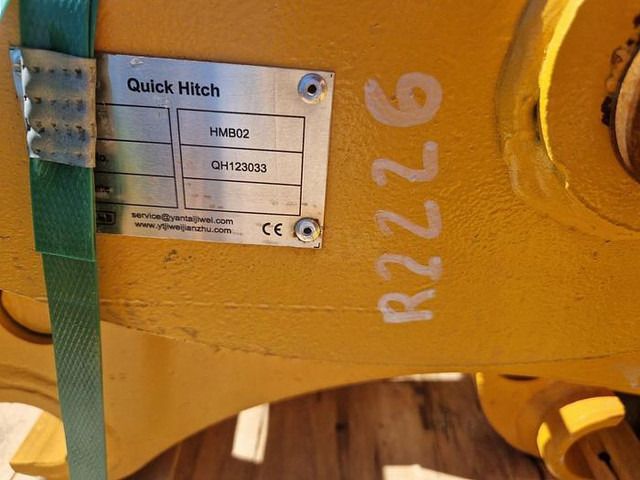 Quick Hitch
HMB02
QH123033
service@yantaijiwei.com
www.ytjiweijianzhu.com
CE
R2226